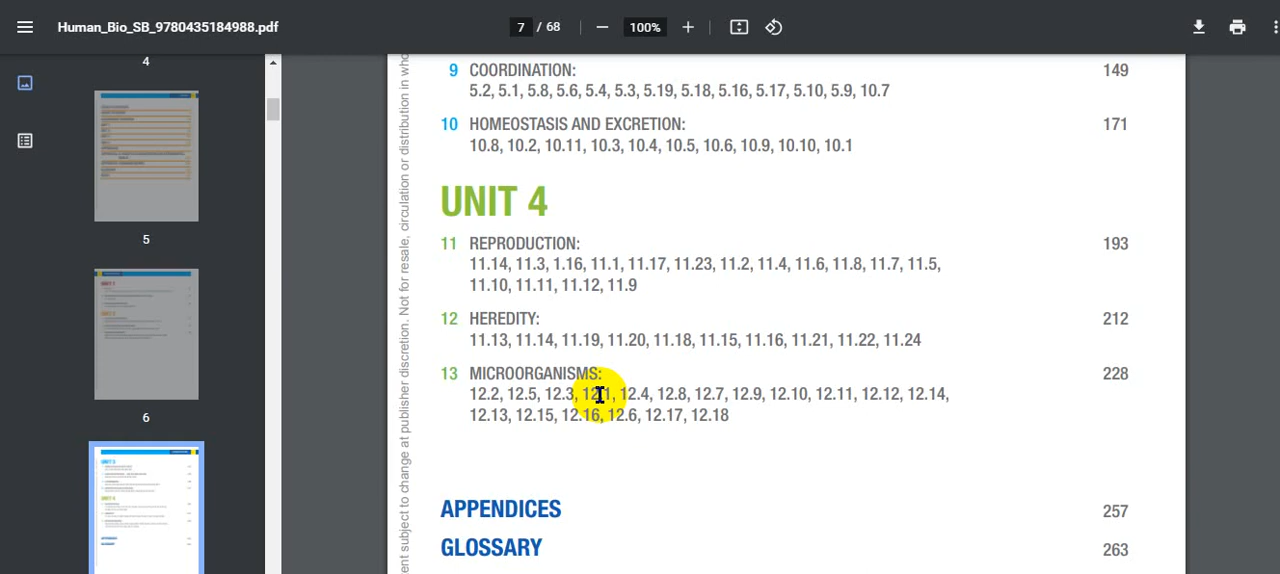 Human_Bio_SB_9780435184988.pdf
7 / 68
100%
4
5
6
ent subject to change at publisher discretion. Not for resale, circulation or distribution in who
9 COORDINATION: 149
5.2, 5.1, 5.8, 5.6, 5.4, 5.3, 5.19, 5.18, 5.16, 5.17, 5.10, 5.9, 10.7
10 HOMEOSTASIS AND EXCRETION: 171
10.8, 10.2, 10.11, 10.3, 10.4, 10.5, 10.6, 10.9, 10.10, 10.1
UNIT 4
11 REPRODUCTION: 193
11.14, 11.3, 1.16, 11.1, 11.17, 11.23, 11.2, 11.4, 11.6, 11.8, 11.7, 11.5,
11.10, 11.11, 11.12, 11.9
12 HEREDITY: 212
11.13, 11.14, 11.19, 11.20, 11.18, 11.15, 11.16, 11.21, 11.22, 11.24
13 MICROORGANISMS: 228
12.2, 12.5, 12.3, 12.1, 12.4, 12.8, 12.7, 12.9, 12.10, 12.11, 12.12, 12.14,
12.13, 12.15, 12.16, 12.6, 12.17, 12.18
APPENDICES 257
GLOSSARY 263